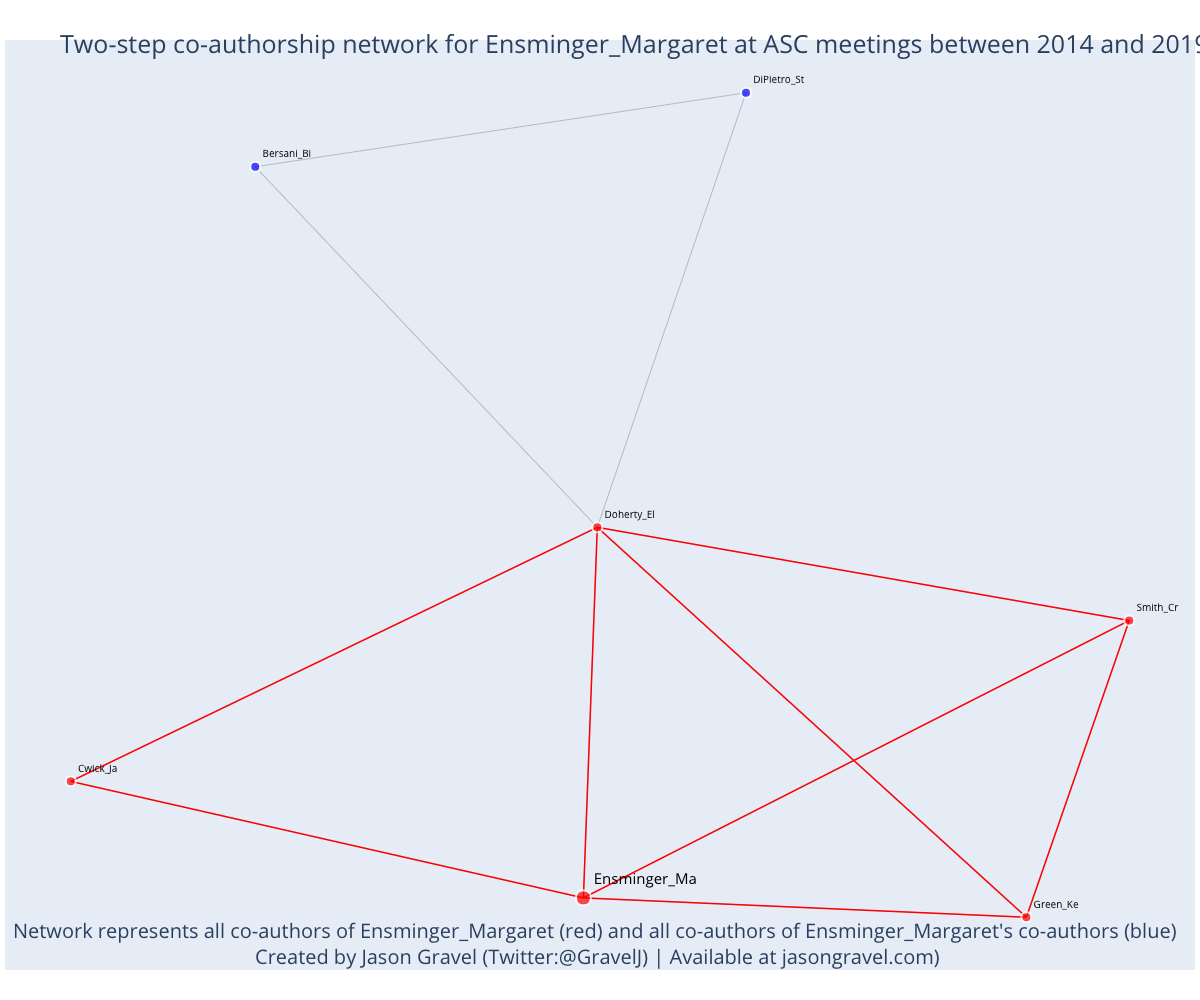 Two-step co-authorship network for Ensminger_Margaret at ASC meetings between 2014 and 2019
DiPietro_St
Bersani_Bi
Doherty_El
Smith_Cr
Cwick_Ja
Ensminger_Ma
Green_Ke
Network represents all co-authors of Ensminger_Margaret (red) and all co-authors of Ensminger_Margaret's co-authors (blue)
Created by Jason Gravel (Twitter:@GravelJ) | Available at jasongravel.com)